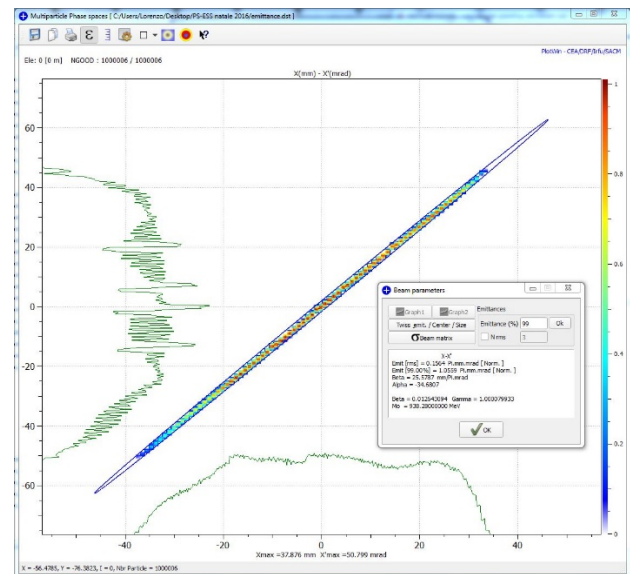 Multiparticle Phase spaces [ C:/Users/Lorenzo/Desktop/PS-ESS natale 2016/emittance.dst ]
PlotWin - CEA/DRF/Irfu/SACM
Ele: 0 [0 m] NGOOD : 1000006 / 1000006
X(mm) - X'(mrad)
60
40
20
0
-20
-40
-60
-40
-20
0
20
40
1
0.8
0.6
0.4
0.2
0
Beam parameters
Graph1 Graph2 Emittances
Twiss ,emit. / Center / Size Emittance (%) 99 Ok
σ Beam matrix N·rms 3
X-X'
Emit [rms] = 0.1564 Pi.mm.mrad [ Norm. ]
Emit [99.00%] = 1.0559 Pi.mm.mrad [ Norm. ]
Beta = 25.5787 mm/Pi.mrad
Alpha = -34.6807
Beta = 0.012643094 Gamma = 1.000079933
Mo = 938.28000000 MeV
OK
Xmax =37.876 mm X'max =50.799 mrad
X = -56.4785, Y = -76.3823, I = 0, Nbr Particle = 1000006